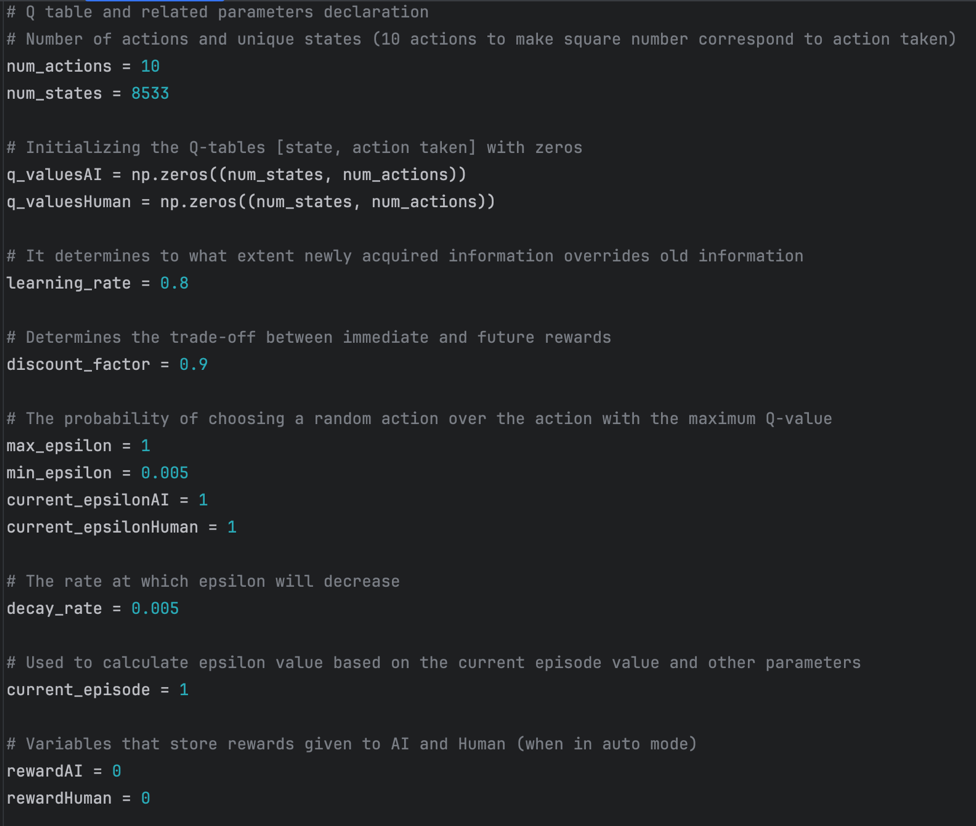 # Q table and related parameters declaration
# Number of actions and unique states (10 actions to make square number correspond to action taken)
num_actions = 10
num_states = 8533
# Initializing the Q-tables [state, action taken] with zeros
q_valuesAI = np.zeros((num_states, num_actions))
q_valuesHuman = np.zeros((num_states, num_actions))
# It determines to what extent newly acquired information overrides old information
learning_rate = 0.8
# Determines the trade-off between immediate and future rewards
discount_factor = 0.9
# The probability of choosing a random action over the action with the maximum Q-value
max_epsilon = 1
min_epsilon = 0.005
current_epsilonAI = 1
current_epsilonHuman = 1
# The rate at which epsilon will decrease
decay_rate = 0.005
# Used to calculate epsilon value based on the current episode value and other parameters
current_episode = 1
# Variables that store rewards given to AI and Human (when in auto mode)
rewardAI = 0
rewardHuman = 0